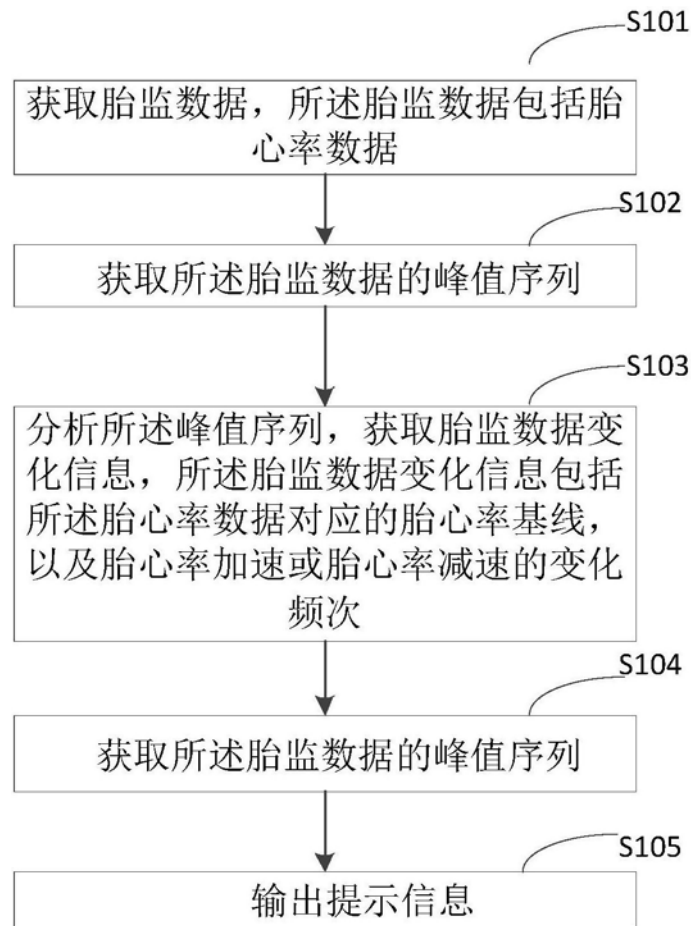 S101
获取胎监数据，所述胎监数据包括胎
心率数据
S102
获取所述胎监数据的峰值序列
S103
分析所述峰值序列，获取胎监数据变
化信息，所述胎监数据变化信息包括
所述胎心率数据对应的胎心率基线，
以及胎心率加速或胎心率减速的变化
频次
S104
获取所述胎监数据的峰值序列
S105
输出提示信息